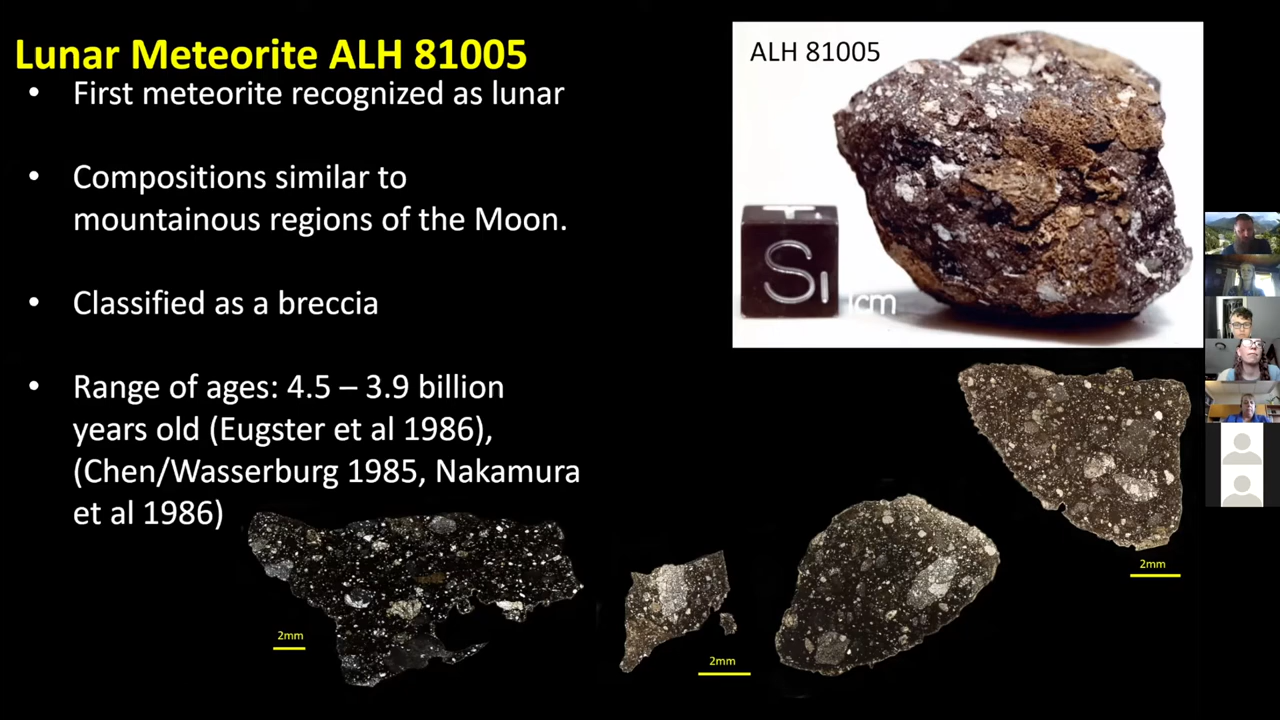 Lunar Meteorite ALH 81005
• First meteorite recognized as lunar
• Compositions similar to
mountainous regions of the Moon.
• Classified as a breccia
• Range of ages: 4.5 – 3.9 billion
years old (Eugster et al 1986),
(Chen/Wasserburg 1985, Nakamura
et al 1986)
ALH 81005
T
S1
1cm
2mm
2mm
2mm